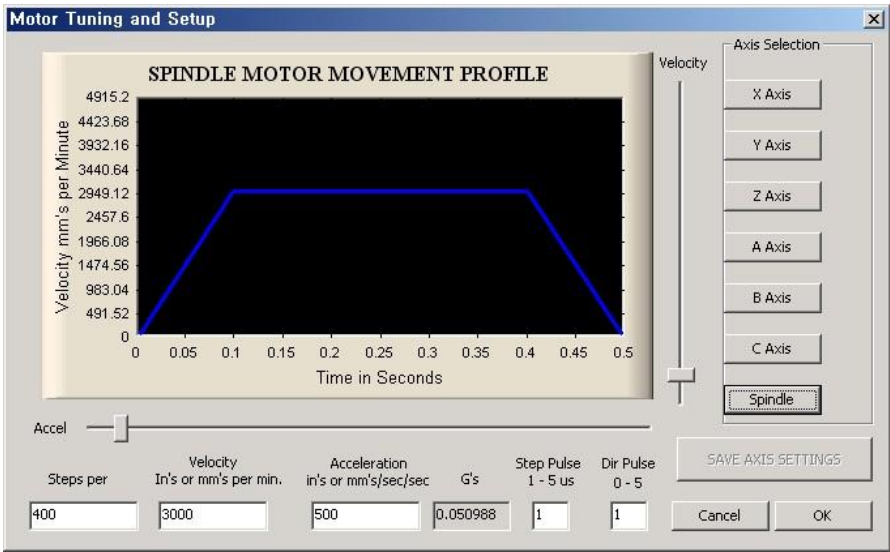 Motor Tuning and Setup
SPINDLE MOTOR MOVEMENT PROFILE
Velocity mm's per Minute
4915.2
4423.68
3932.16
3440.64
2949.12
2457.6
1966.08
1474.56
983.04
491.52
0
0 0.05 0.1 0.15 0.2 0.25 0.3 0.35 0.4 0.45 0.5
Time in Seconds
Velocity
Axis Selection
X Axis
Y Axis
Z Axis
A Axis
B Axis
C Axis
Spindle
Accel
Steps per
400
Velocity
In's or mm's per min.
3000
Acceleration
in's or mm's/sec/sec
500
G's
0.050988
Step Pulse
1 - 5 us
1
Dir Pulse
0 - 5
1
SAVE AXIS SETTINGS
Cancel
OK